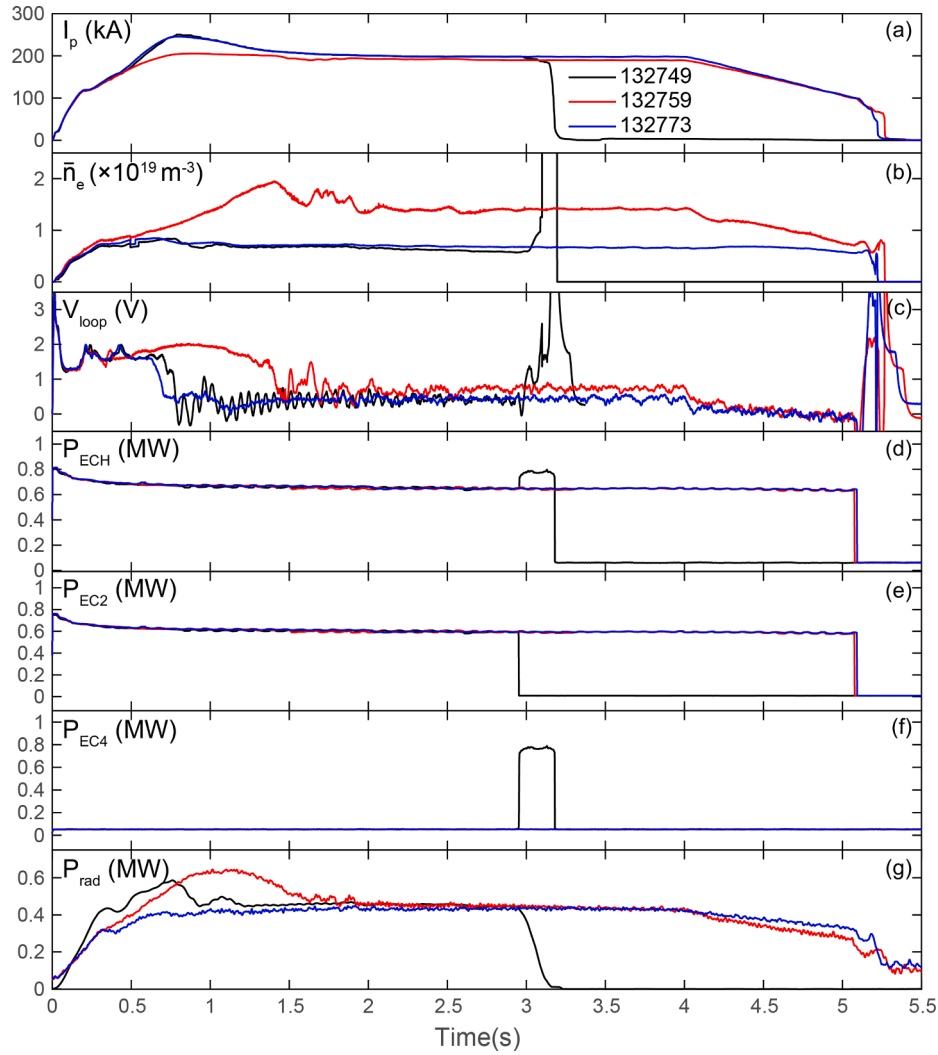 300
I_p (kA)
(a)
200
132749
100
132759
132773
0
n̄_e (×10^19 m^-3)
(b)
2
1
0
V_loop (V)
(c)
3
2
1
0
1
P_ECH (MW)
(d)
0.8
0.6
0.4
0.2
0
1
P_EC2 (MW)
(e)
0.8
0.6
0.4
0.2
0
1
P_EC4 (MW)
(f)
0.8
0.6
0.4
0.2
0
P_rad (MW)
(g)
0.6
0.4
0.2
0
0 0.5 1 1.5 2 2.5 3 3.5 4 4.5 5 5.5
Time(s)